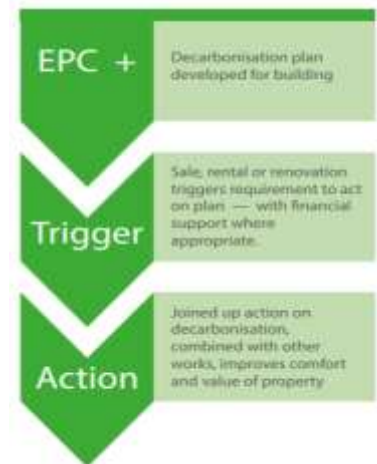 EPC +
Decarbonisation plan
developed for building
Trigger
Sale, rental or renovation
triggers requirement to act
on plan — with financial
support where
appropriate.
Action
Joined up action on
decarbonisation,
combined with other
works, improves comfort
and value of property